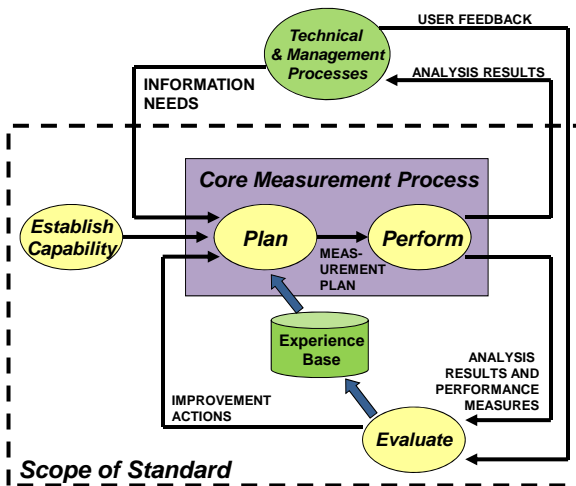 USER FEEDBACK
Technical
& Management
Processes
ANALYSIS RESULTS
INFORMATION
NEEDS
Core Measurement Process
Establish
Capability
Plan
Perform
MEAS-
UREMENT
PLAN
Experience
Base
ANALYSIS
RESULTS AND
PERFORMANCE
MEASURES
IMPROVEMENT
ACTIONS
Evaluate
Scope of Standard